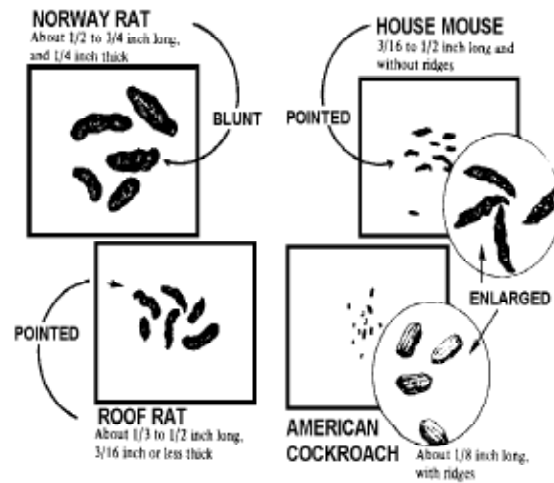 NORWAY RAT
About 1/2 to 3/4 inch long,
and 1/4 inch thick
BLUNT
HOUSE MOUSE
3/16 to 1/2 inch long and
without ridges
POINTED
ENLARGED
POINTED
ROOF RAT
About 1/3 to 1/2 inch long,
3/16 inch or less thick
AMERICAN
COCKROACH
About 1/8 inch long,
with ridges